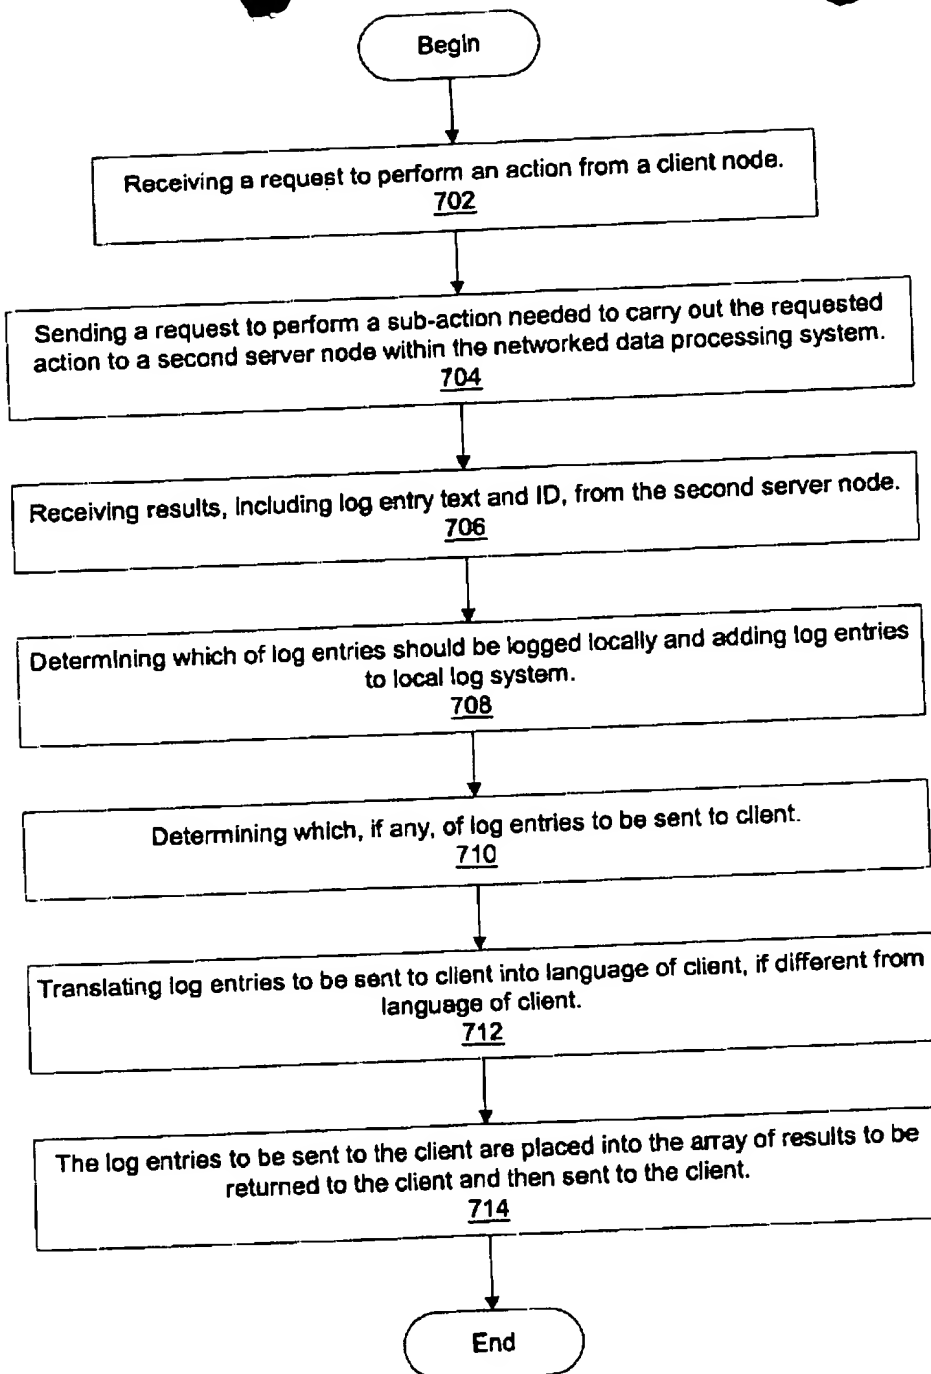 Begin
Receiving a request to perform an action from a client node.
702
Sending a request to perform a sub-action needed to carry out the requested
action to a second server node within the networked data processing system.
704
Receiving results, including log entry text and ID, from the second server node.
706
Determining which of log entries should be logged locally and adding log entries
to local log system.
708
Determining which, if any, of log entries to be sent to client.
710
Translating log entries to be sent to client into language of client, if different from
language of client.
712
The log entries to be sent to the client are placed into the array of results to be
returned to the client and then sent to the client.
714
End